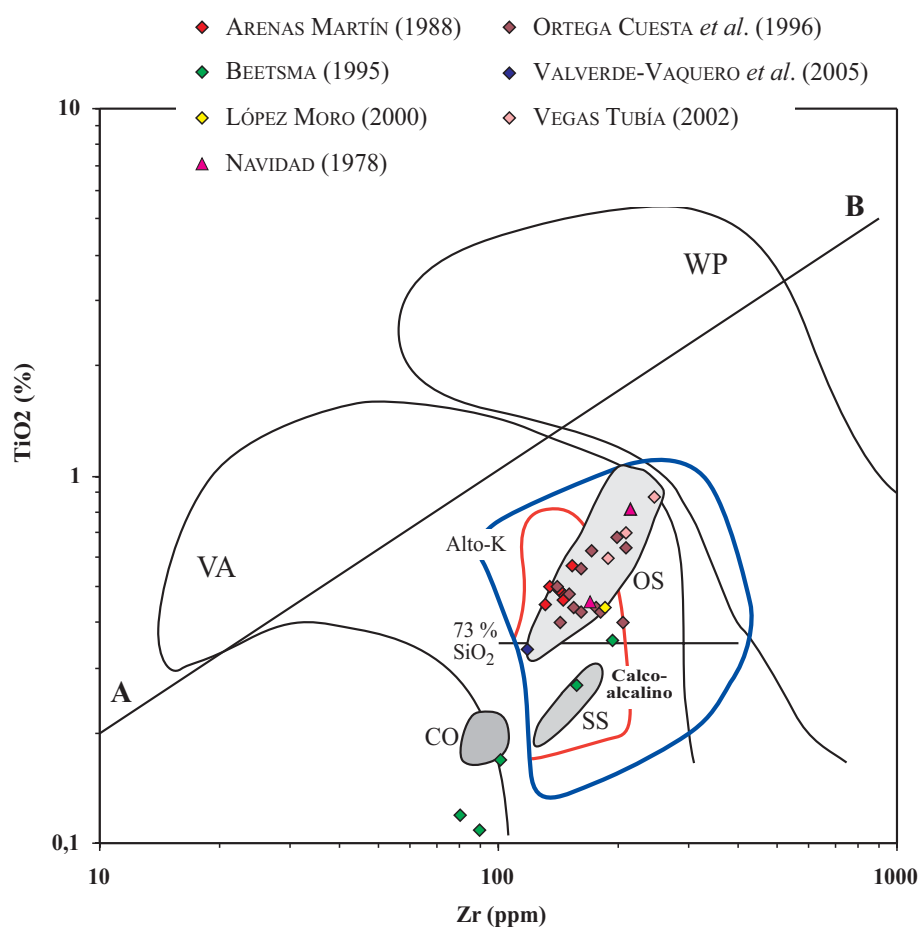 ARENAS MARTÍN (1988)
BEETSMA (1995)
LÓPEZ MORO (2000)
NAVIDAD (1978)
ORTEGA CUESTA et al. (1996)
VALVERDE-VAQUERO et al. (2005)
VEGAS TUBÍA (2002)
10
1
0,1
TiO2 (%)
B
WP
VA
Alto-K
OS
73 %
SiO₂
A
Calco-
alcalino
SS
CO
10
100
1000
Zr (ppm)